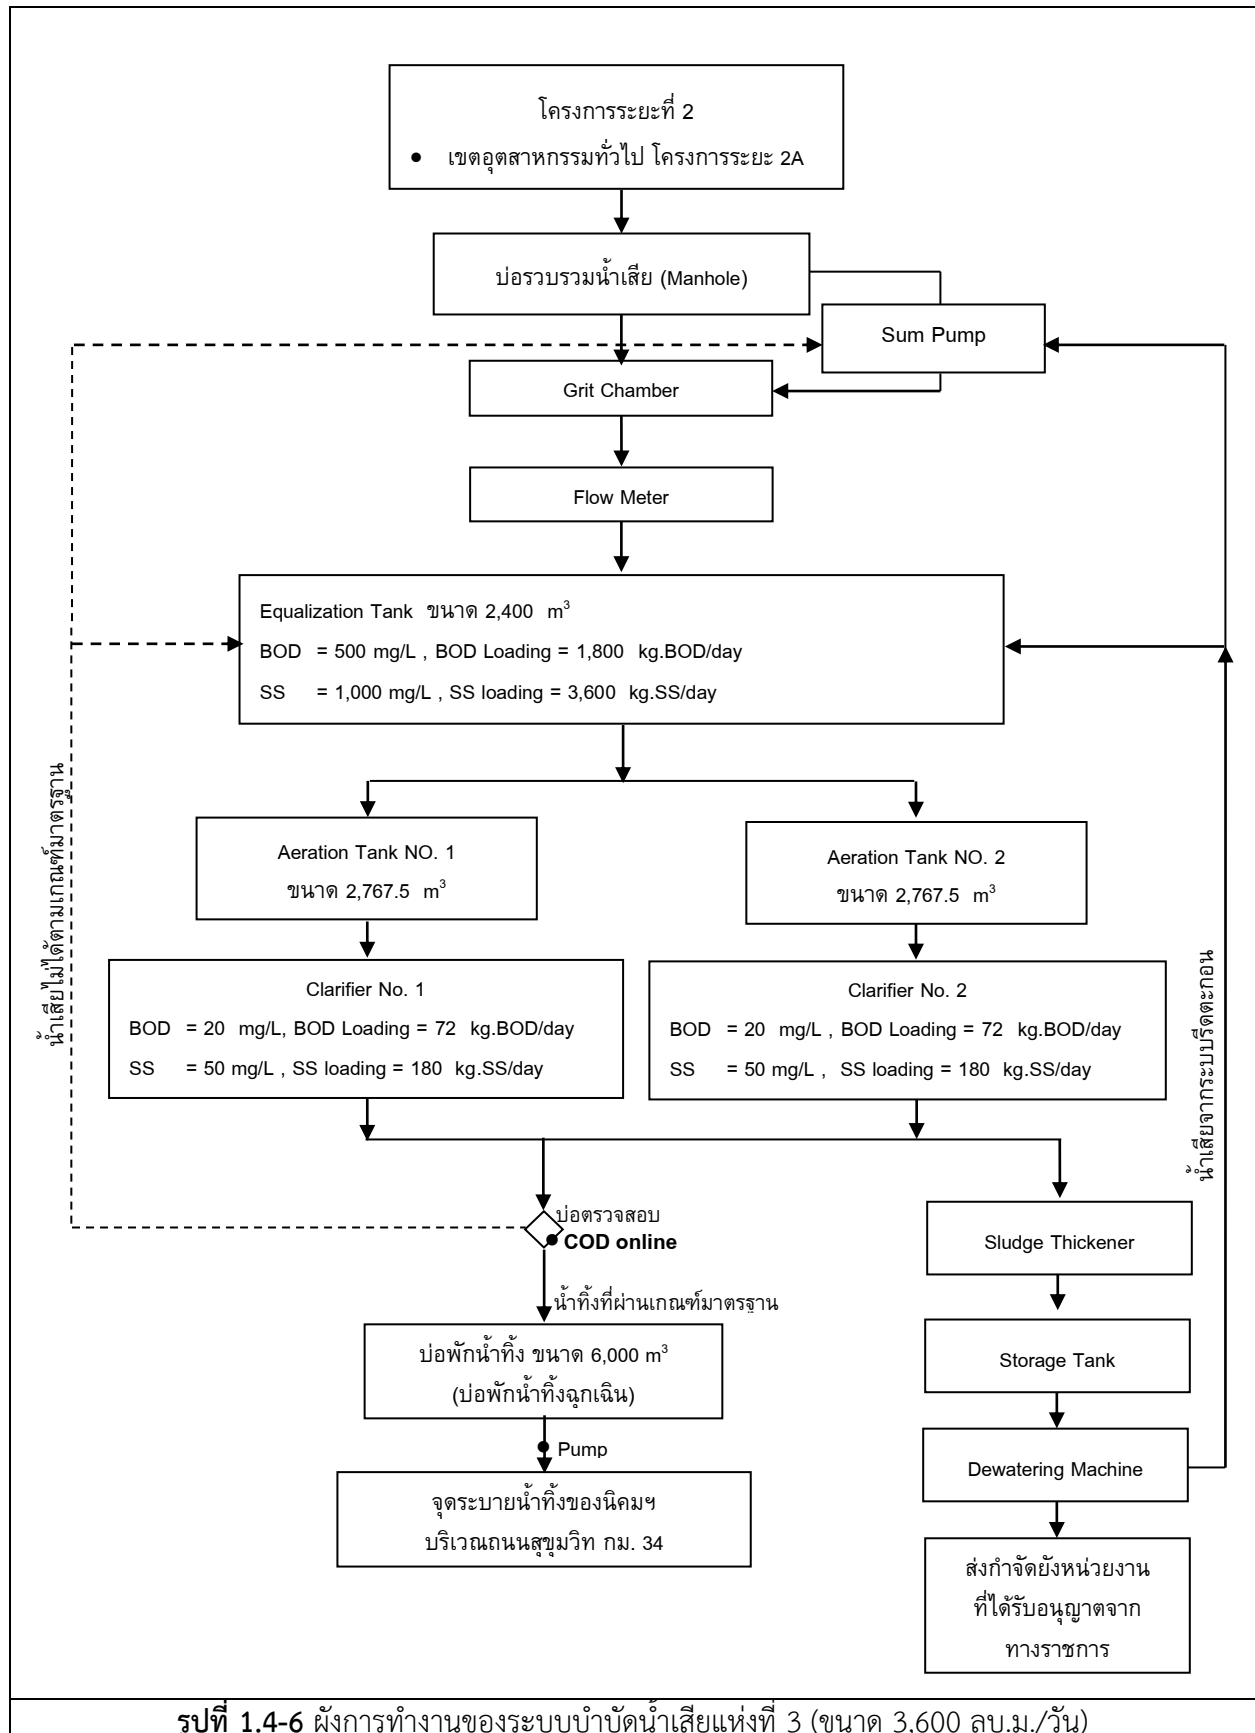 โครงการระยะที่ 2
• เขตอุตสาหกรรมทั่วไป โครงการระยะ 2A
บ่อรวบรวมน้ำเสีย (Manhole)
Sum Pump
Grit Chamber
Flow Meter
Equalization Tank ขนาด 2,400 m³
BOD = 500 mg/L , BOD Loading = 1,800 kg.BOD/day
SS = 1,000 mg/L , SS loading = 3,600 kg.SS/day
น้ำเสียไม่ได้ตามเกณฑ์มาตรฐาน
Aeration Tank NO. 1
ขนาด 2,767.5 m³
Aeration Tank NO. 2
ขนาด 2,767.5 m³
Clarifier No. 1
BOD = 20 mg/L, BOD Loading = 72 kg.BOD/day
SS = 50 mg/L , SS loading = 180 kg.SS/day
Clarifier No. 2
BOD = 20 mg/L , BOD Loading = 72 kg.BOD/day
SS = 50 mg/L , SS loading = 180 kg.SS/day
น้ำเสียจากระบบรีดตะกอน
บ่อตรวจสอบ
COD online
น้ำทิ้งที่ผ่านเกณฑ์มาตรฐาน
บ่อพักน้ำทิ้ง ขนาด 6,000 m³
(บ่อพักน้ำทิ้งฉุกเฉิน)
Pump
จุดระบายน้ำทิ้งของนิคมฯ
บริเวณถนนสุขุมวิท กม. 34
Sludge Thickener
Storage Tank
Dewatering Machine
ส่งกำจัดยังหน่วยงาน
ที่ได้รับอนุญาตจาก
ทางราชการ
รูปที่ 1.4-6 ผังการทำงานของระบบบำบัดน้ำเสียแห่งที่ 3 (ขนาด 3,600 ลบ.ม./วัน)